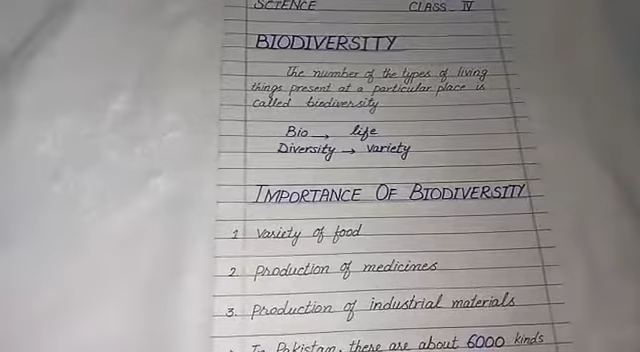 SCIENCE CLASS IV
BIODIVERSITY
The number of the types of living
things present at a particular place is
called biodiversity
Bio → life
Diversity → variety
IMPORTANCE OF BIODIVERSITY
1 Variety of food
2. Production of medicines
3. Production of industrial materials
In Pakistan, there are about 6000 kinds